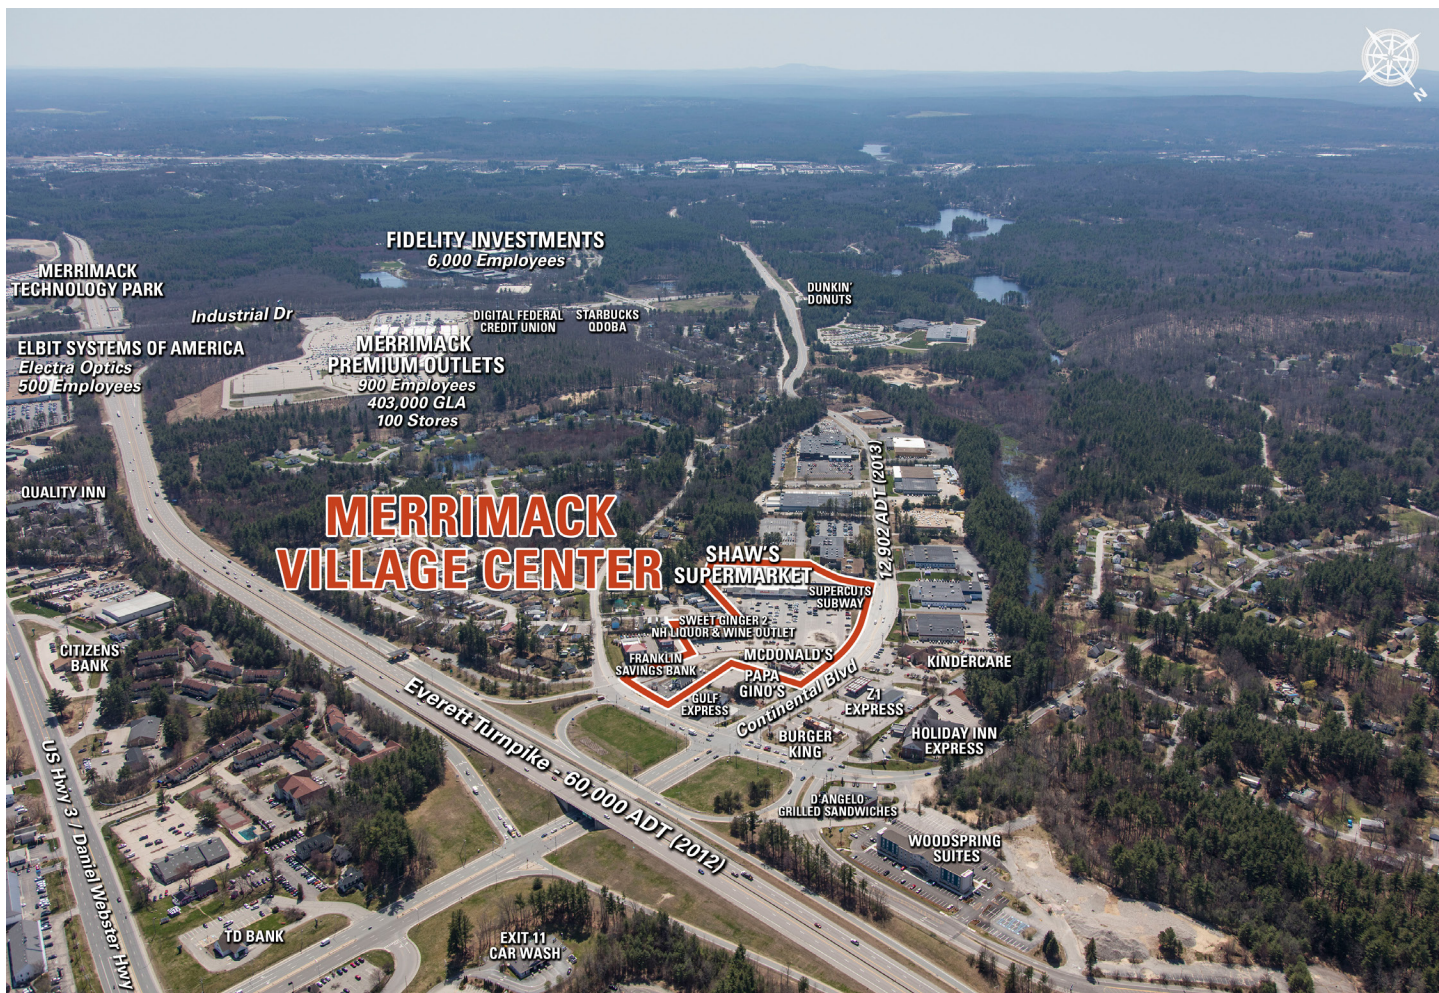 N
FIDELITY INVESTMENTS
6,000 Employees
MERRIMACK
TECHNOLOGY PARK
DUNKIN'
DONUTS
Industrial Dr
DIGITAL FEDERAL
CREDIT UNION
STARBUCKS
QDOBA
ELBIT SYSTEMS OF AMERICA
Electra Optics
500 Employees
MERRIMACK
PREMIUM OUTLETS
900 Employees
403,000 GLA
100 Stores
QUALITY INN
MERRIMACK
VILLAGE CENTER
12,902 ADT (2013)
SHAW'S
SUPERMARKET
SUPERCUTS
SUBWAY
SWEET GINGER 2
NH LIQUOR & WINE OUTLET
CITIZENS
BANK
FRANKLIN
SAVINGS BANK
MCDONALD'S
KINDERCARE
PAPA
GINO'S
GULF
EXPRESS
Continental Blvd
Z1
EXPRESS
BURGER
KING
HOLIDAY INN
EXPRESS
Everett Turnpike - 60,000 ADT (2012)
US Hwy 3 / Daniel Webster Hwy
D'ANGELO
GRILLED SANDWICHES
WOODSPRING
SUITES
TD BANK
EXIT 11
CAR WASH